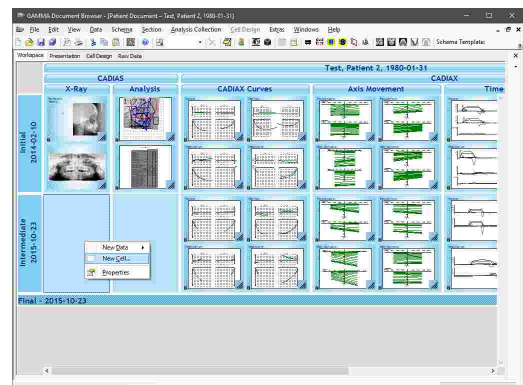 GAMMA Document Browser - [Patient Document - Test, Patient 2, 1980-01-31]
File Edit View Data Schema Section Analysis Collection Cell Design Extras Windows Help
Schema Template:
Workspace Presentation Cell Design Raw Data
Test, Patient 2, 1980-01-31
CADIAS CADIAX
X-Ray Analysis CADIAX Curves Axis Movement Time
Initial
2014-02-10
Intermediate
2015-10-23
New Data
New Cell...
Properties
Final - 2015-10-23